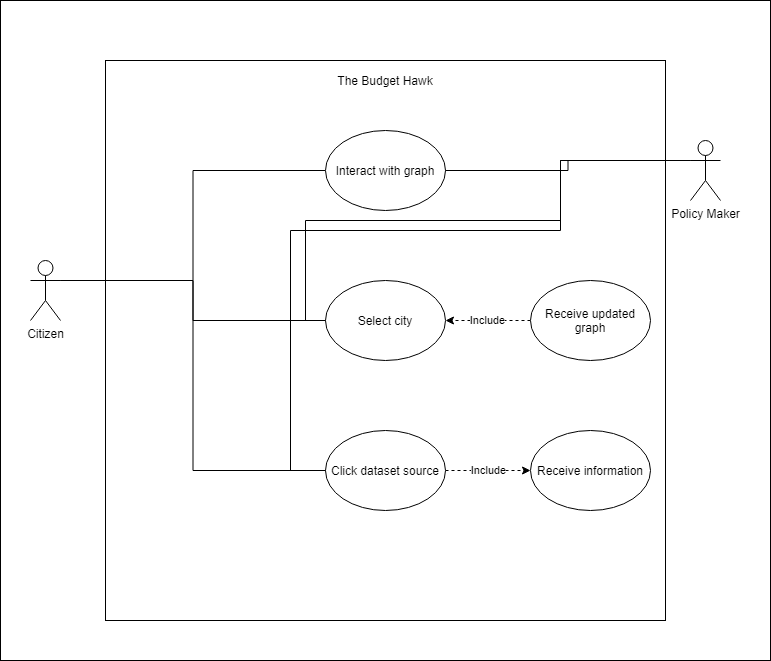 The Budget Hawk
Interact with graph
Policy Maker
Citizen
Select city
Include
Receive updated
graph
Click dataset source
Include
Receive information